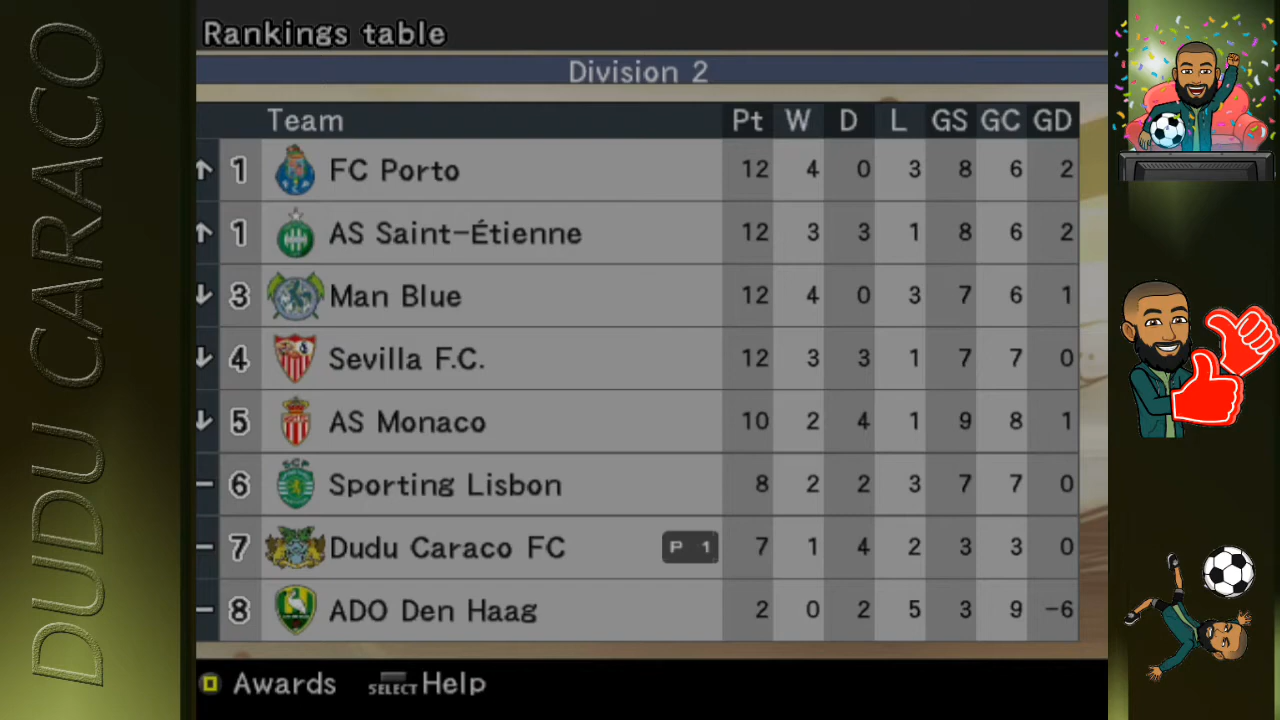 DUDU CARACO
Rankings table
Division 2
Team Pt W D L GS GC GD
1 FC Porto 12 4 0 3 8 6 2
1 AS Saint-Étienne 12 3 3 1 8 6 2
3 Man Blue 12 4 0 3 7 6 1
4 Sevilla F.C. 12 3 3 1 7 7 0
5 AS Monaco 10 2 4 1 9 8 1
SCP
6 Sporting Lisbon 8 2 2 3 7 7 0
7 Dudu Caraco FC P 1 7 1 4 2 3 3 0
8 ADO Den Haag 2 0 2 5 3 9 -6
Awards SELECT Help